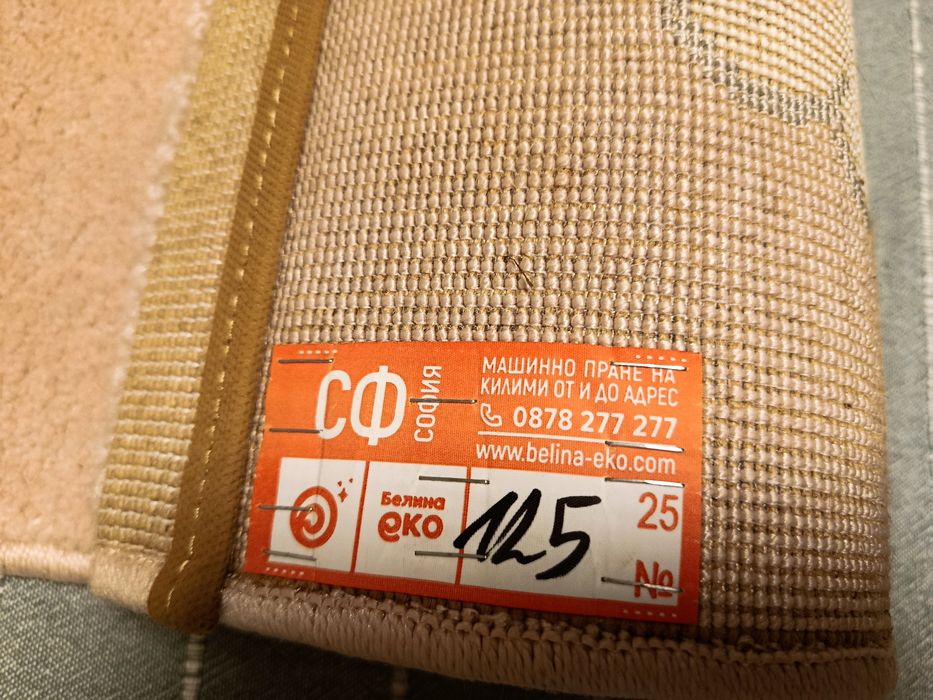 СФ
СОФИЯ
МАШИННО ПРАНЕ НА
КИЛИМИ ОТ И ДО АДРЕС
0878 277 277
www.belina-eko.com
Белина
еко
125
25
№